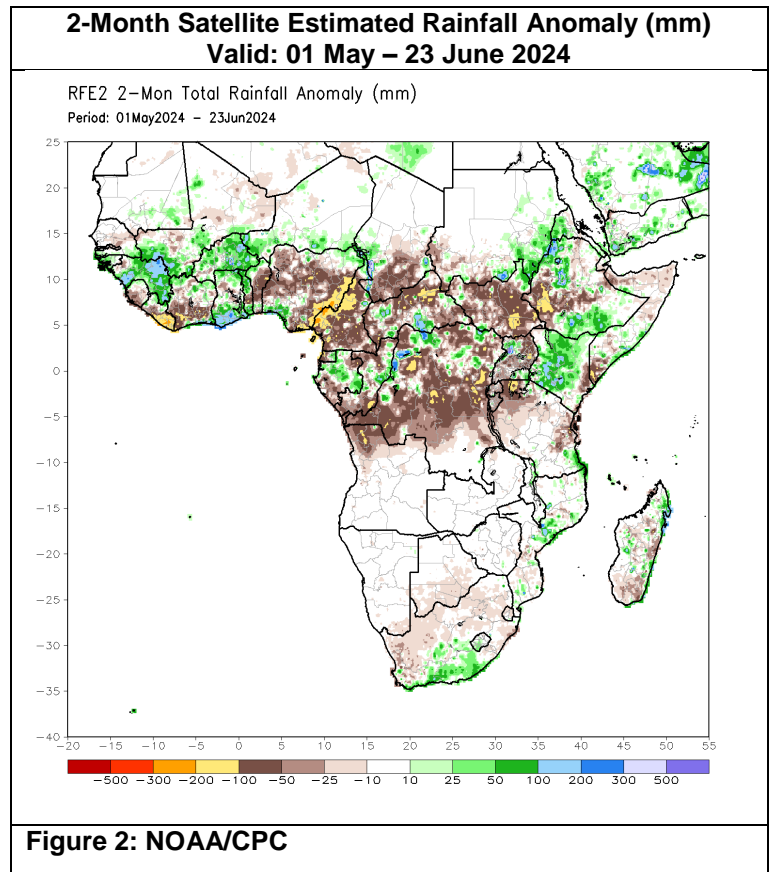 2-Month Satellite Estimated Rainfall Anomaly (mm)
Valid: 01 May – 23 June 2024
RFE2 2-Mon Total Rainfall Anomaly (mm)
Period: 01May2024 - 23Jun2024
25
20
15
10
5
0
-5
-10
-15
-20
-25
-30
-35
-40
-20 -15 -10 -5 0 5 10 15 20 25 30 35 40 45 50 55
-500 -300 -200 -100 -50 -25 -10 10 25 50 100 200 300 500
Figure 2: NOAA/CPC